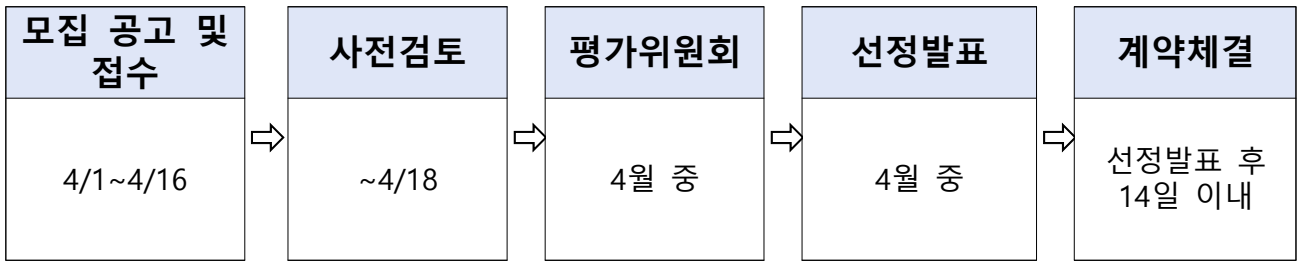 모집 공고 및
접수
4/1~4/16
사전검토
~4/18
평가위원회
4월 중
선정발표
4월 중
계약체결
선정발표 후
14일 이내